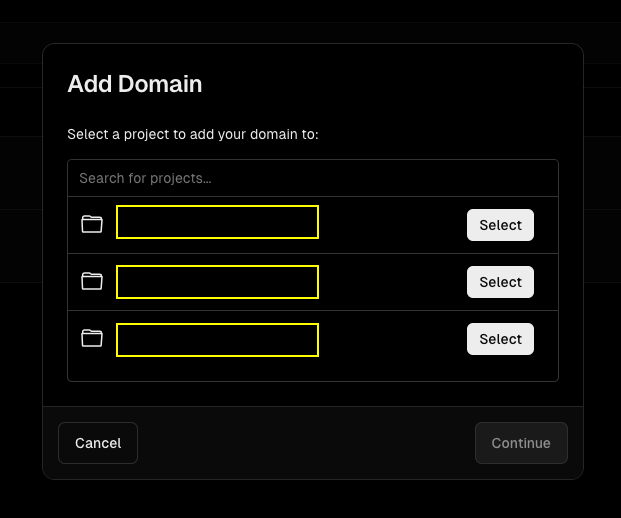 Add Domain
Select a project to add your domain to:
Search for projects...
Select
Select
Select
Cancel
Continue